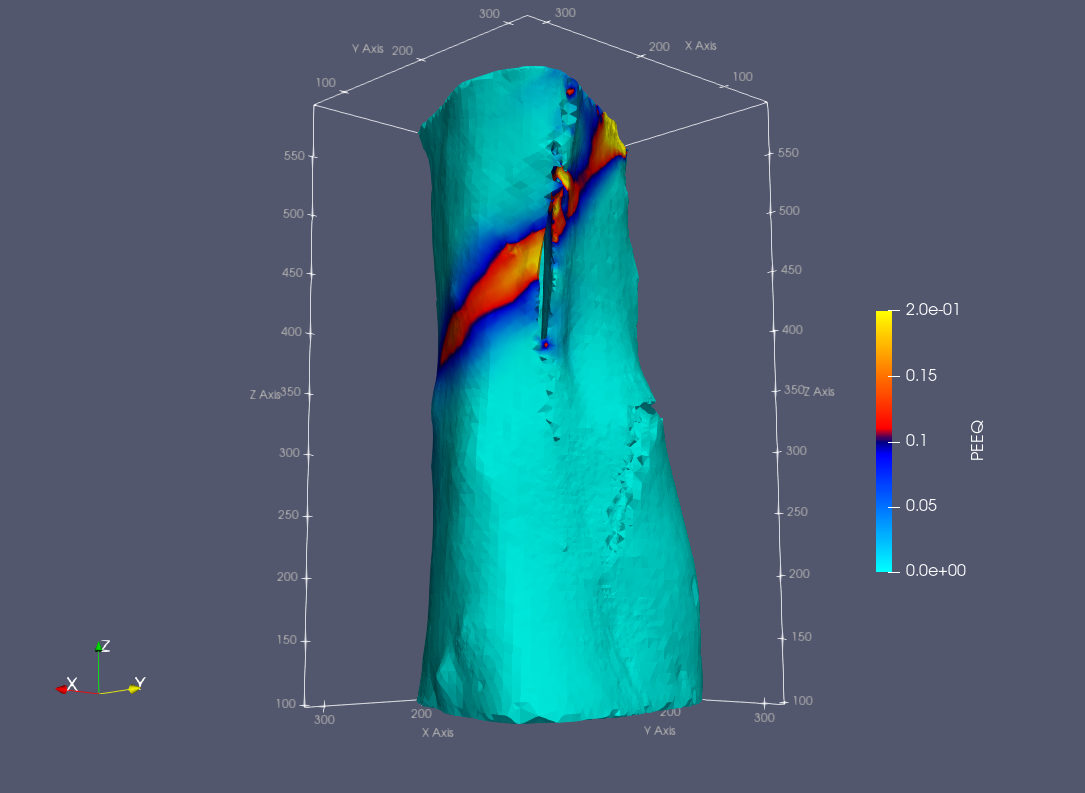 300 300
Y Axis 200 200 X Axis
100 100
550 550
500 500
450 450
400 400
Z Axis 350 350 Z Axis
300 300
250 250
200 200
150 150
100 100
300 200 200 300
X Axis Y Axis
2.0e-01
0.15
0.1
0.05
0.0e+00
PEEQ
Z
X Y